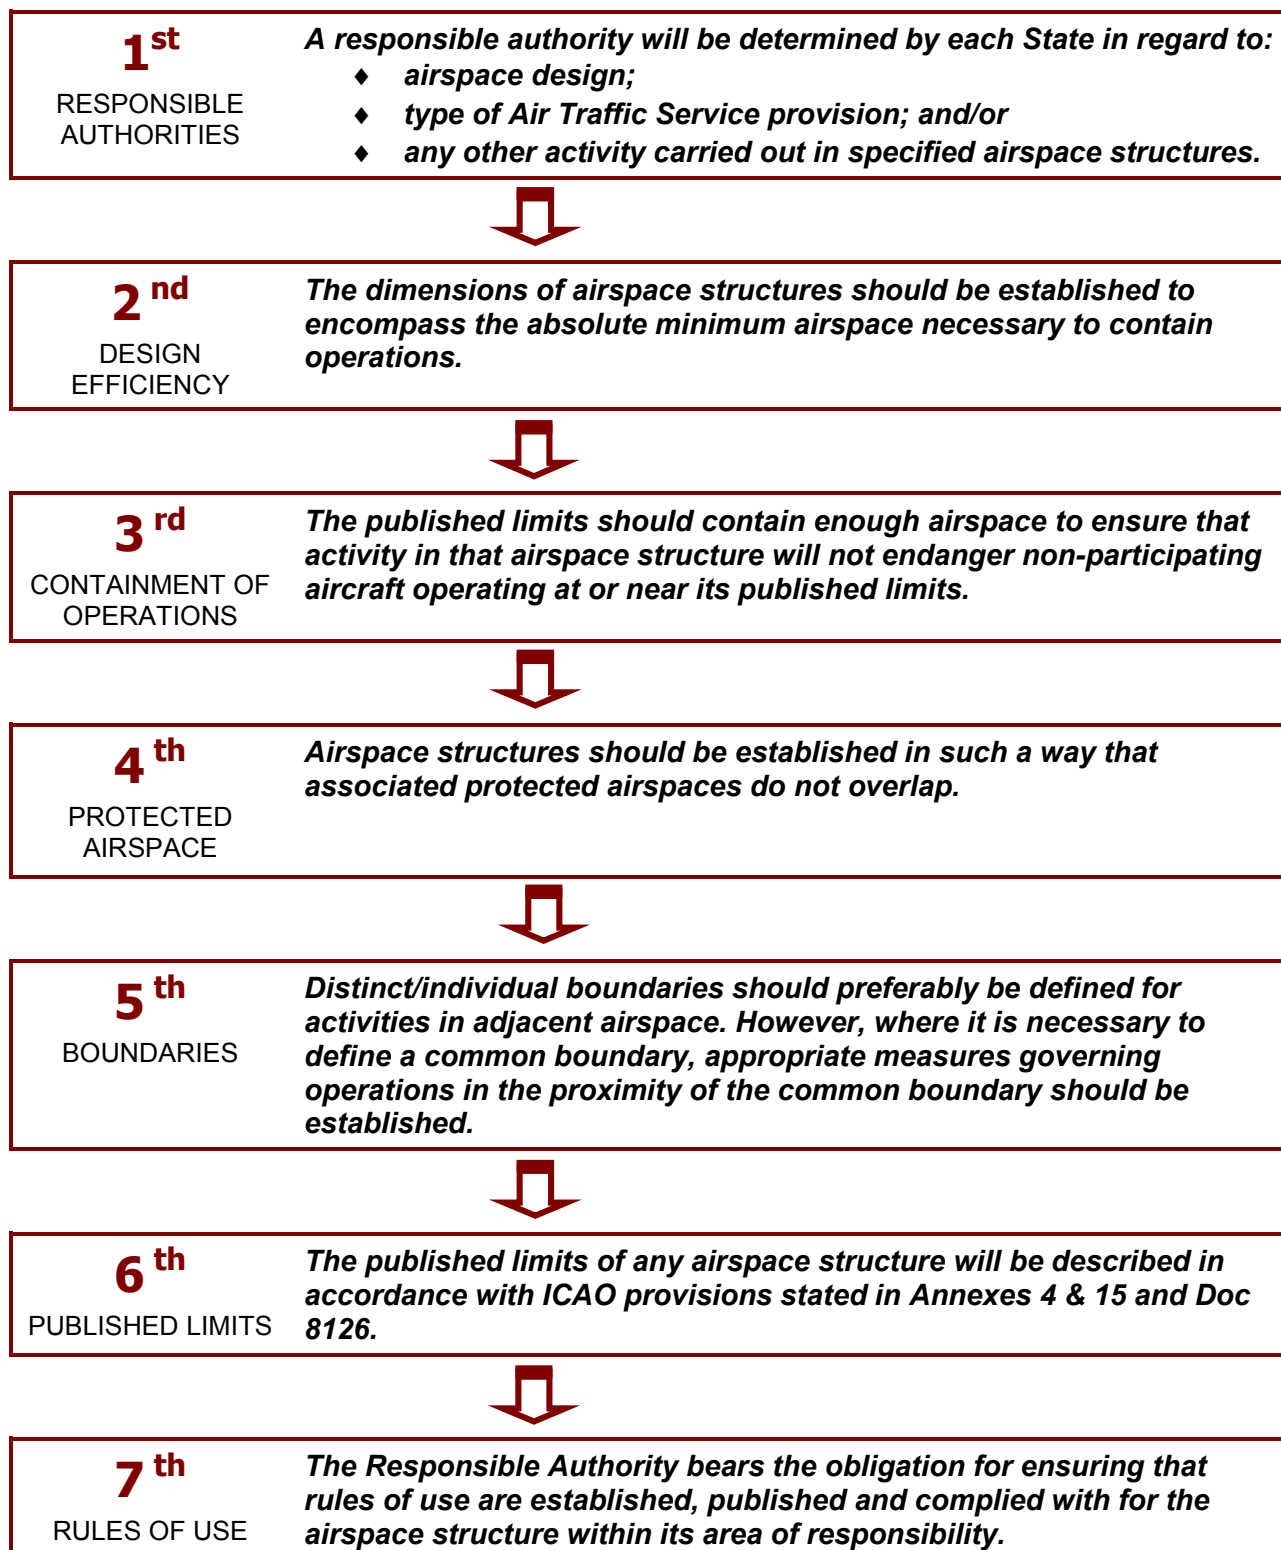 1st
RESPONSIBLE
AUTHORITIES
A responsible authority will be determined by each State in regard to:
♦ airspace design;
♦ type of Air Traffic Service provision; and/or
♦ any other activity carried out in specified airspace structures.
2 nd
DESIGN
EFFICIENCY
The dimensions of airspace structures should be established to
encompass the absolute minimum airspace necessary to contain
operations.
3 rd
CONTAINMENT OF
OPERATIONS
The published limits should contain enough airspace to ensure that
activity in that airspace structure will not endanger non-participating
aircraft operating at or near its published limits.
4 th
PROTECTED
AIRSPACE
Airspace structures should be established in such a way that
associated protected airspaces do not overlap.
5 th
BOUNDARIES
Distinct/individual boundaries should preferably be defined for
activities in adjacent airspace. However, where it is necessary to
define a common boundary, appropriate measures governing
operations in the proximity of the common boundary should be
established.
6 th
PUBLISHED LIMITS
The published limits of any airspace structure will be described in
accordance with ICAO provisions stated in Annexes 4 & 15 and Doc
8126.
7 th
RULES OF USE
The Responsible Authority bears the obligation for ensuring that
rules of use are established, published and complied with for the
airspace structure within its area of responsibility.